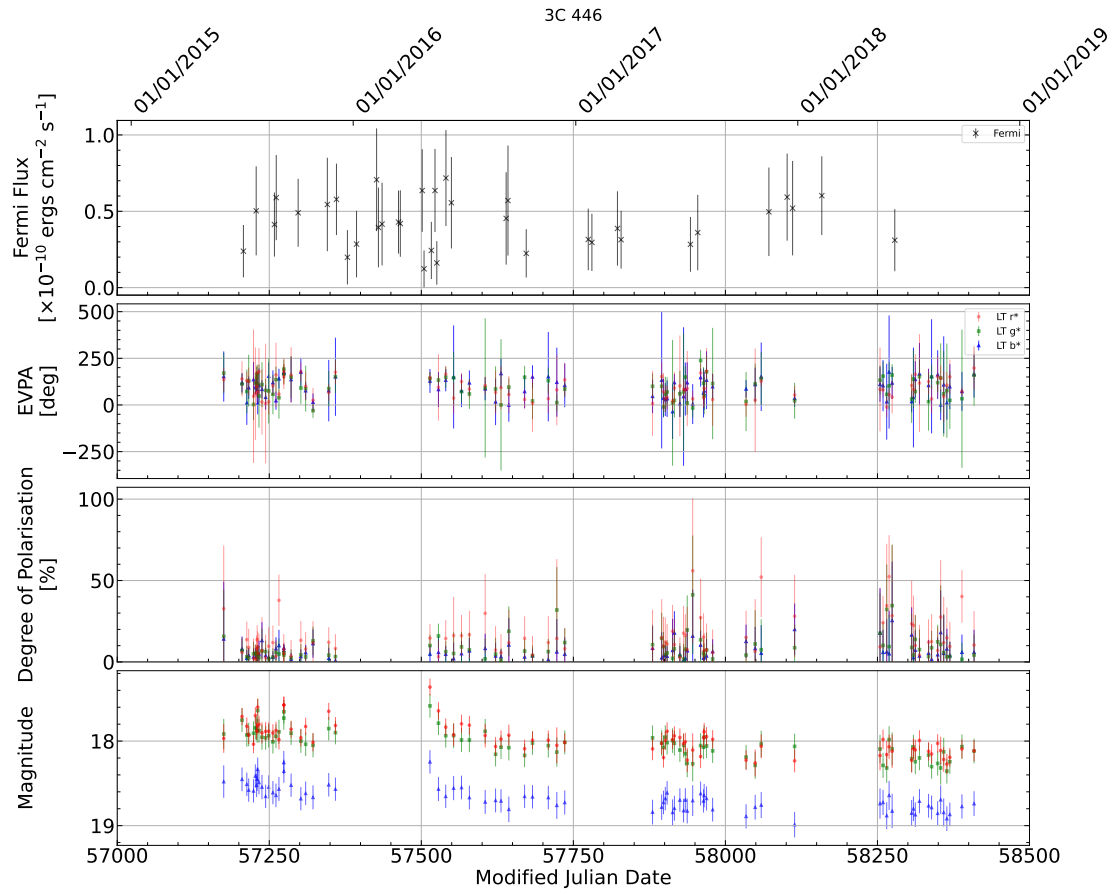 3C 446
01/01/2015
01/01/2016
01/01/2017
01/01/2018
01/01/2019
Fermi Flux
[×10⁻¹⁰ ergs cm⁻² s⁻¹]
1.0
0.5
0.0
Fermi
EVPA
[deg]
500
250
0
−250
LT r*
LT g*
LT b*
Degree of Polarisation
[%]
100
50
0
Magnitude
18
19
57000
57250
57500
57750
58000
58250
58500
Modified Julian Date